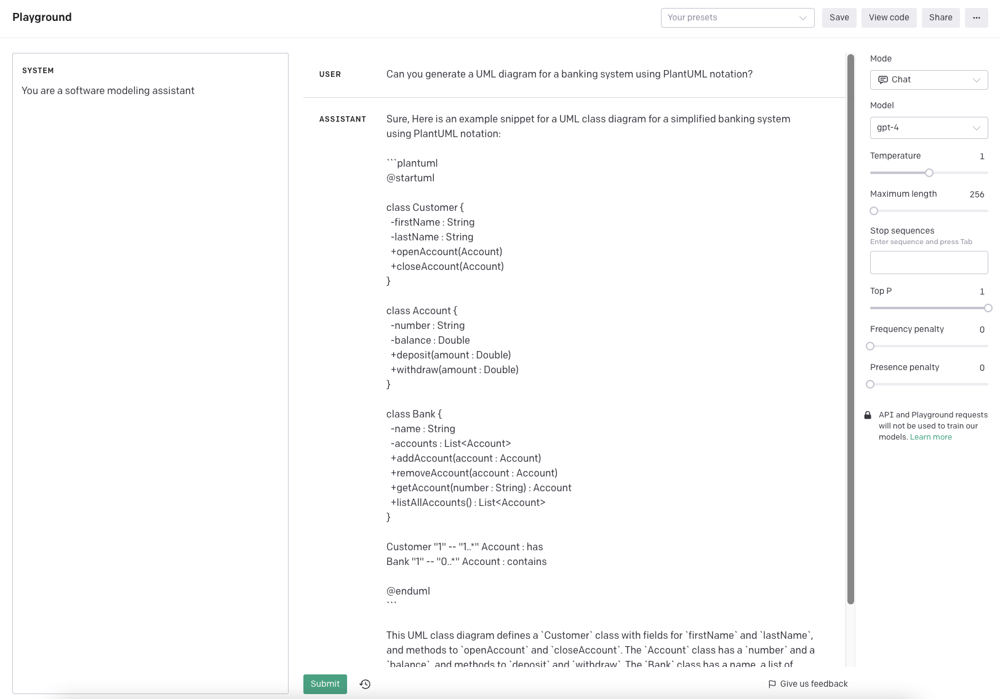 Playground
Your presets
Save
View code
Share
...
SYSTEM
You are a software modeling assistant
USER
Can you generate a UML diagram for a banking system using PlantUML notation?
ASSISTANT
Sure, Here is an example snippet for a UML class diagram for a simplified banking system
using PlantUML notation:
```plantuml
@startuml
class Customer {
-firstName : String
-lastName : String
+openAccount(Account)
+closeAccount(Account)
}
class Account {
-number : String
-balance : Double
+deposit(amount : Double)
+withdraw(amount : Double)
}
class Bank {
-name : String
-accounts : List<Account>
+addAccount(account : Account)
+removeAccount(account : Account)
+getAccount(number : String) : Account
+listAllAccounts() : List<Account>
}
Customer "1" -- "1..*" Account : has
Bank "1" -- "0..*" Account : contains
@enduml
```
This UML class diagram defines a `Customer` class with fields for `firstName` and `lastName`,
and methods to `openAccount` and `closeAccount`. The `Account` class has a `number` and a
`balance`, and methods to `deposit` and `withdraw`. The `Bank` class has a name, a list of
Submit
Give us feedback
Mode
Chat
Model
gpt-4
Temperature 1
Maximum length 256
Stop sequences
Enter sequence and press Tab
Top P 1
Frequency penalty 0
Presence penalty 0
API and Playground requests
will not be used to train our
models. Learn more